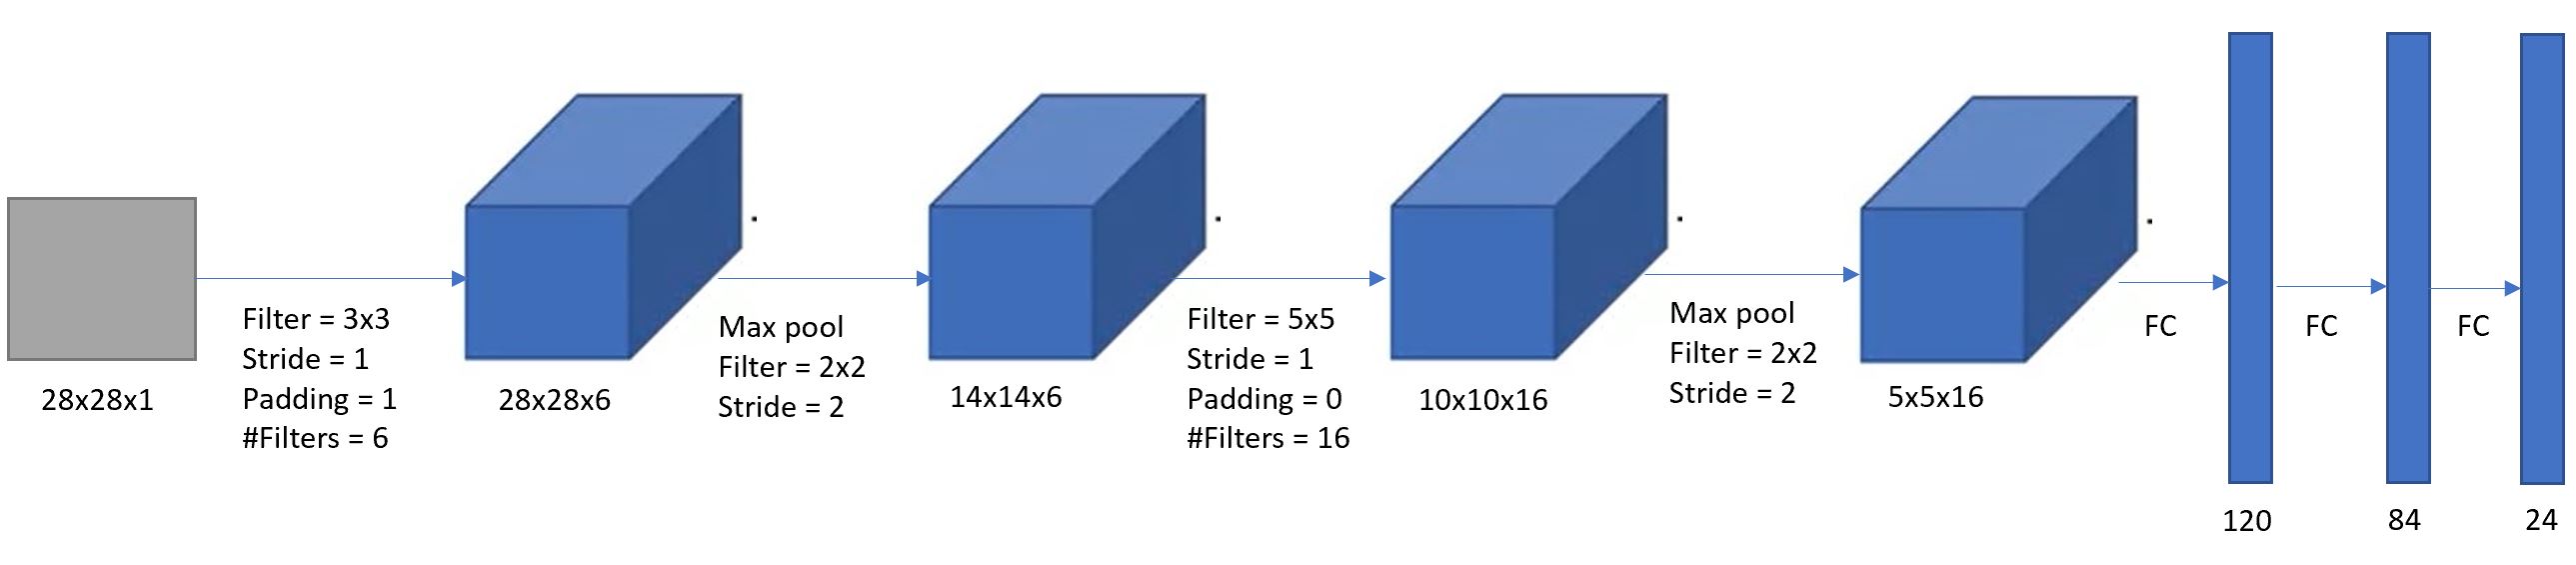 28x28x1
Filter = 3x3
Stride = 1
Padding = 1
#Filters = 6
28x28x6
Max pool
Filter = 2x2
Stride = 2
14x14x6
Filter = 5x5
Stride = 1
Padding = 0
#Filters = 16
10x10x16
Max pool
Filter = 2x2
Stride = 2
5x5x16
FC
120
FC
84
FC
24